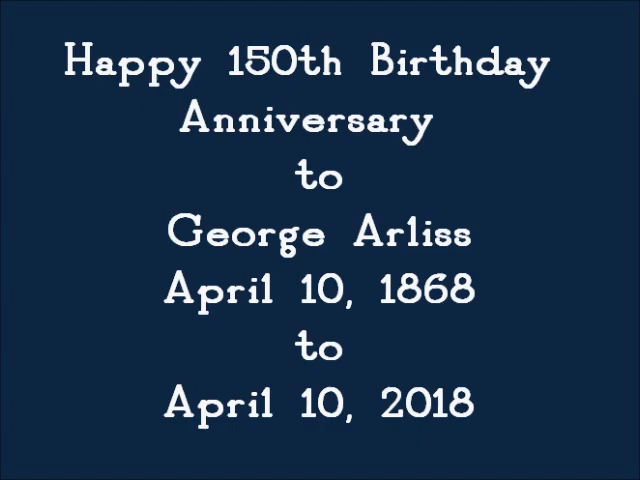 Happy 150th Birthday
Anniversary
to
George Arliss
April 10, 1868
to
April 10, 2018